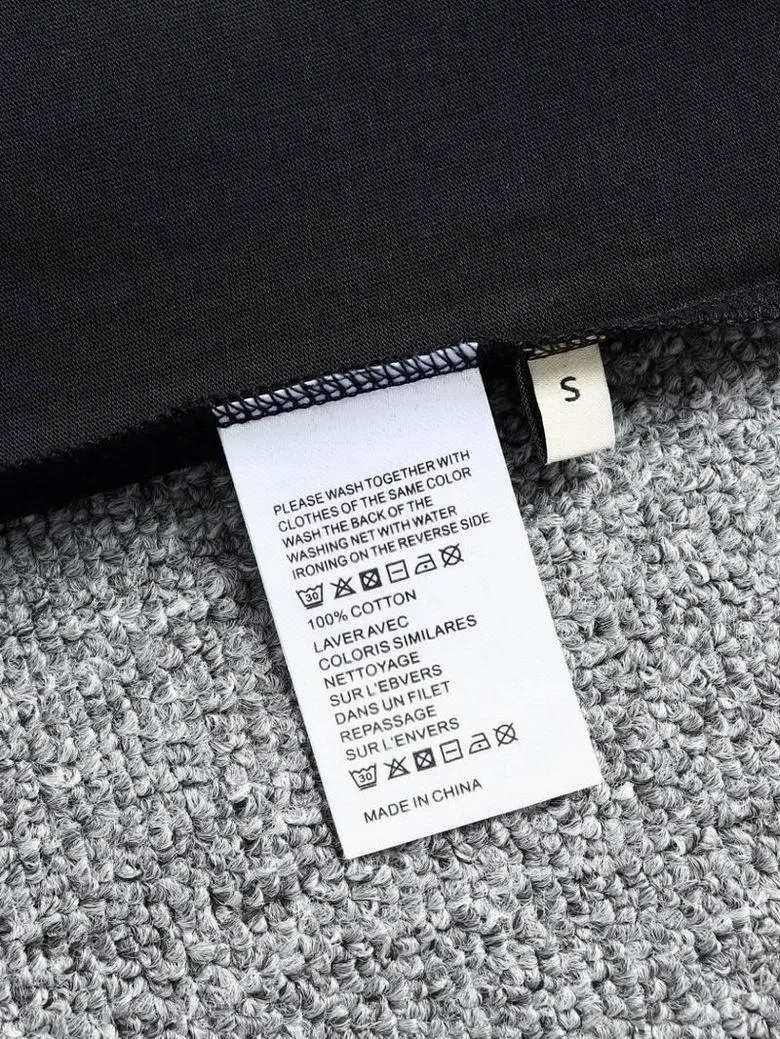 S
PLEASE WASH TOGETHER WITH
CLOTHES OF THE SAME COLOR
WASH THE BACK OF THE
WASHING NET WITH WATER
IRONING ON THE REVERSE SIDE
30
100% COTTON
LAVER AVEC
COLORIS SIMILARES
NETTOYAGE
SUR L'EBVERS
DANS UN FILET
REPASSAGE
SUR L'ENVERS
30
MADE IN CHINA